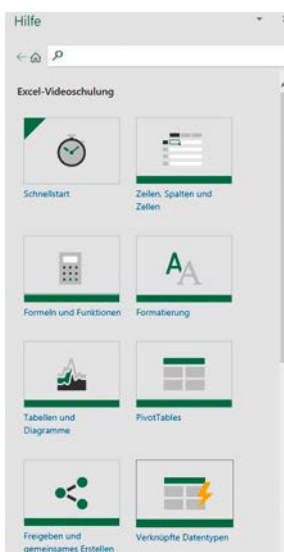 Hilfe
Excel-Videoschulung
Schnellstart
Zeilen, Spalten und
Zellen
Formeln und Funktionen
Formatierung
A A
Tabellen und
Diagramme
PivotTables
Freigeben und
gemeinsames Erstellen
Verknüpfte Datentypen